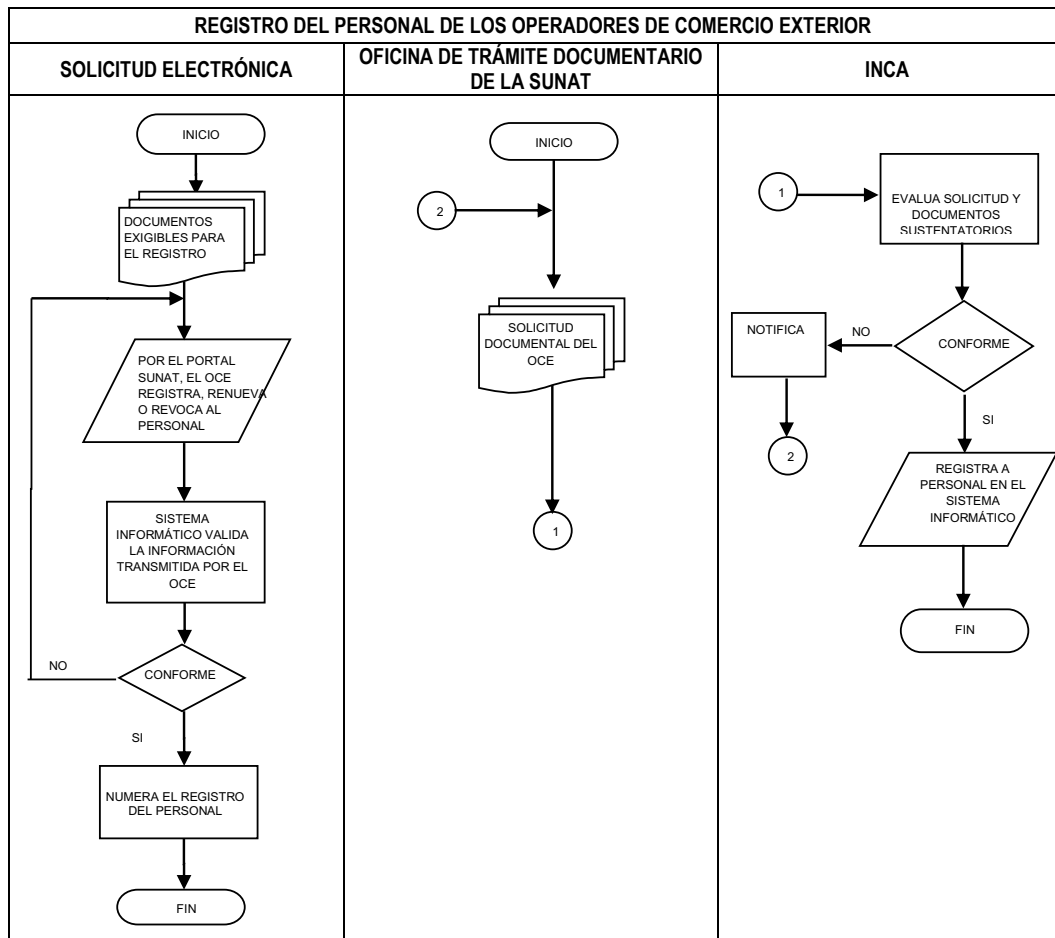 REGISTRO DEL PERSONAL DE LOS OPERADORES DE COMERCIO EXTERIOR
SOLICITUD ELECTRÓNICA
OFICINA DE TRÁMITE DOCUMENTARIO
DE LA SUNAT
INCA
INICIO
DOCUMENTOS
EXIGIBLES PARA
EL REGISTRO
POR EL PORTAL
SUNAT, EL OCE
REGISTRA, RENUEVA
O REVOCA AL
PERSONAL
SISTEMA
INFORMÁTICO VALIDA
LA INFORMACIÓN
TRANSMITIDA POR EL
OCE
NO
CONFORME
SI
NUMERA EL REGISTRO
DEL PERSONAL
FIN
INICIO
2
SOLICITUD
DOCUMENTAL DEL
OCE
1
1
EVALUA SOLICITUD Y
DOCUMENTOS
SUSTENTATORIOS
NOTIFICA
NO
CONFORME
2
SI
REGISTRA A
PERSONAL EN EL
SISTEMA
INFORMÁTICO
FIN